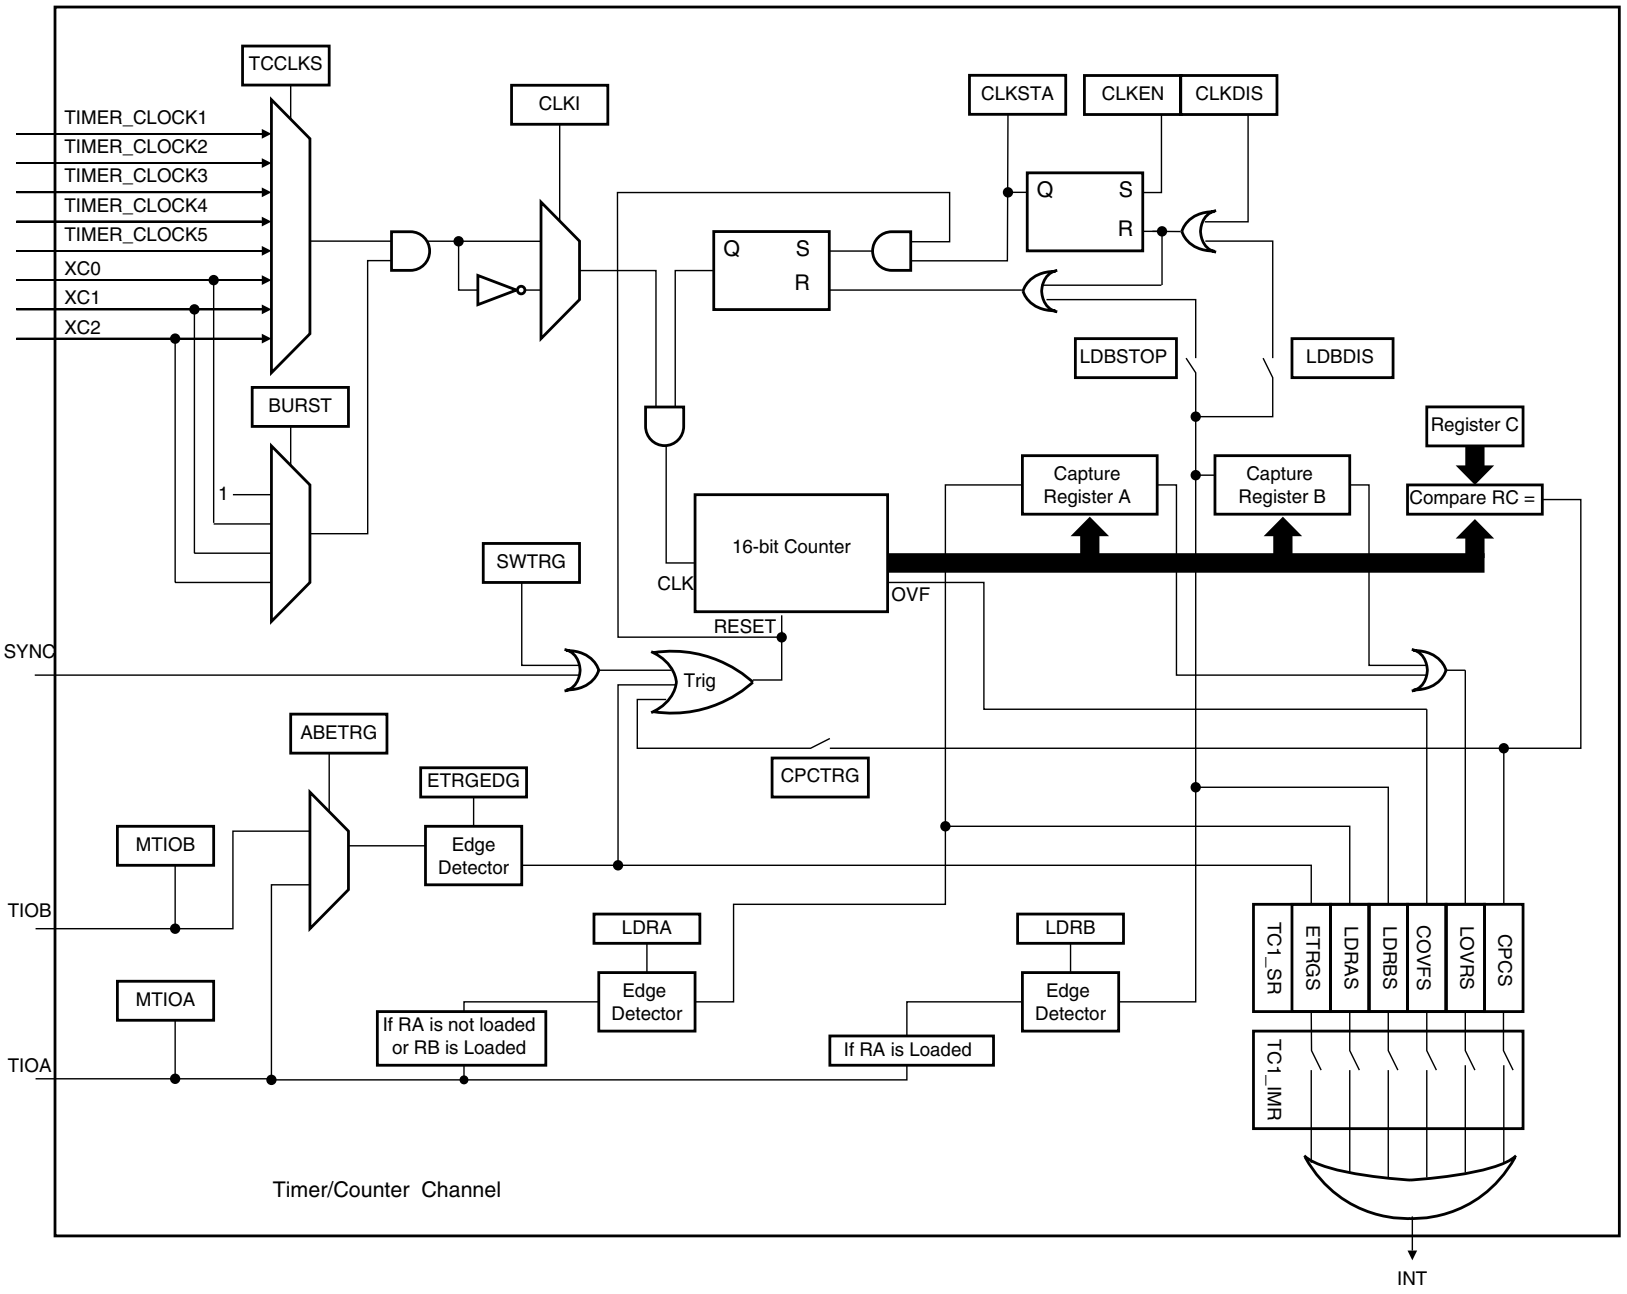 TCCLKS
CLKI
CLKSTA
CLKEN
CLKDIS
TIMER_CLOCK1
TIMER_CLOCK2
TIMER_CLOCK3
TIMER_CLOCK4
TIMER_CLOCK5
XC0
XC1
XC2
Q
S
R
Q
S
R
LDBSTOP
LDBDIS
BURST
1
Register C
Capture
Register A
Capture
Register B
Compare RC =
16-bit Counter
SWTRG
CLK
OVF
RESET
SYNC
Trig
ABETRG
CPCTRG
ETRGEDG
MTIOB
Edge
Detector
TIOB
LDRA
LDRB
MTIOA
Edge
Detector
Edge
Detector
If RA is not loaded
or RB is Loaded
If RA is Loaded
TIOA
TC1_SR
ETRGS
LDRAS
LDRBS
COVFS
LOVRS
CPCS
TC1_IMR
Timer/Counter Channel
INT